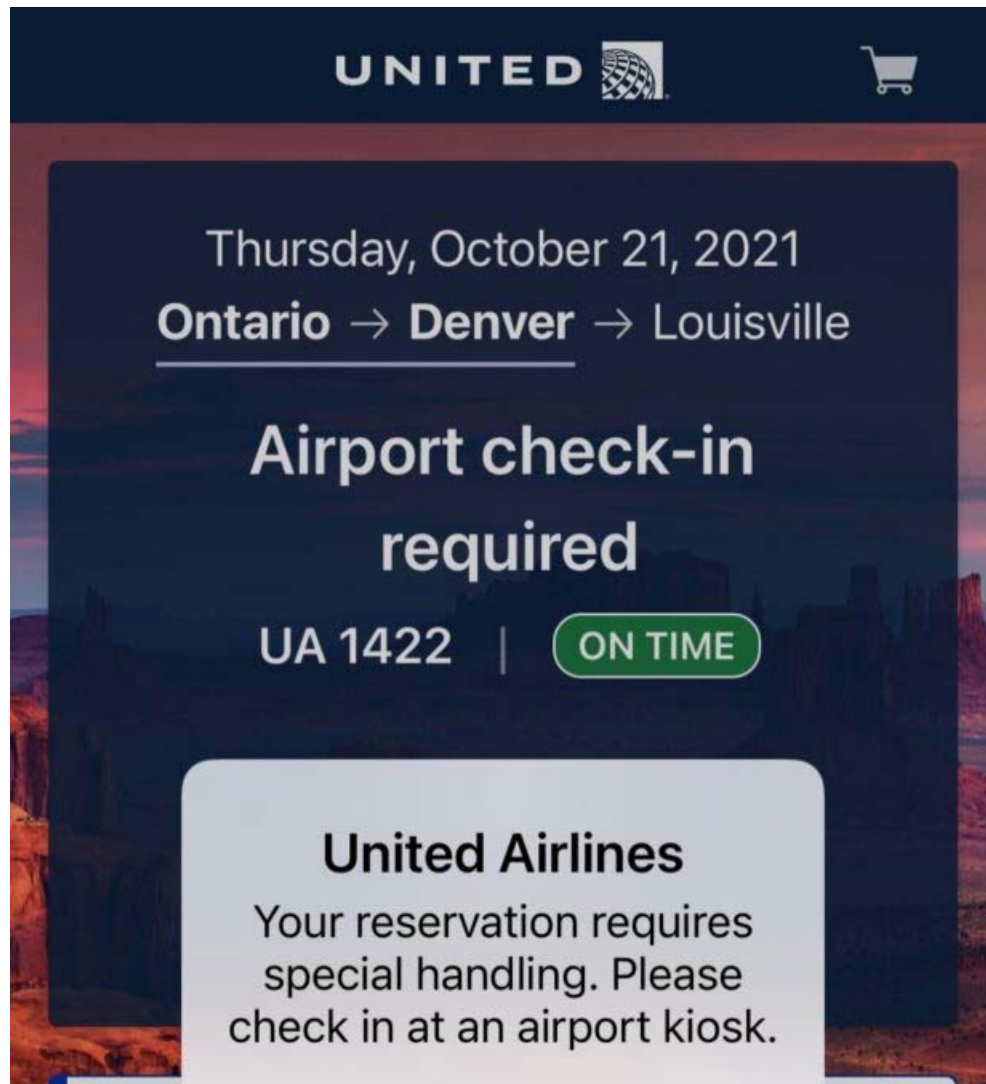 UNITED
Thursday, October 21, 2021
Ontario → Denver → Louisville
Airport check-in
required
UA 1422 | ON TIME
United Airlines
Your reservation requires
special handling. Please
check in at an airport kiosk.